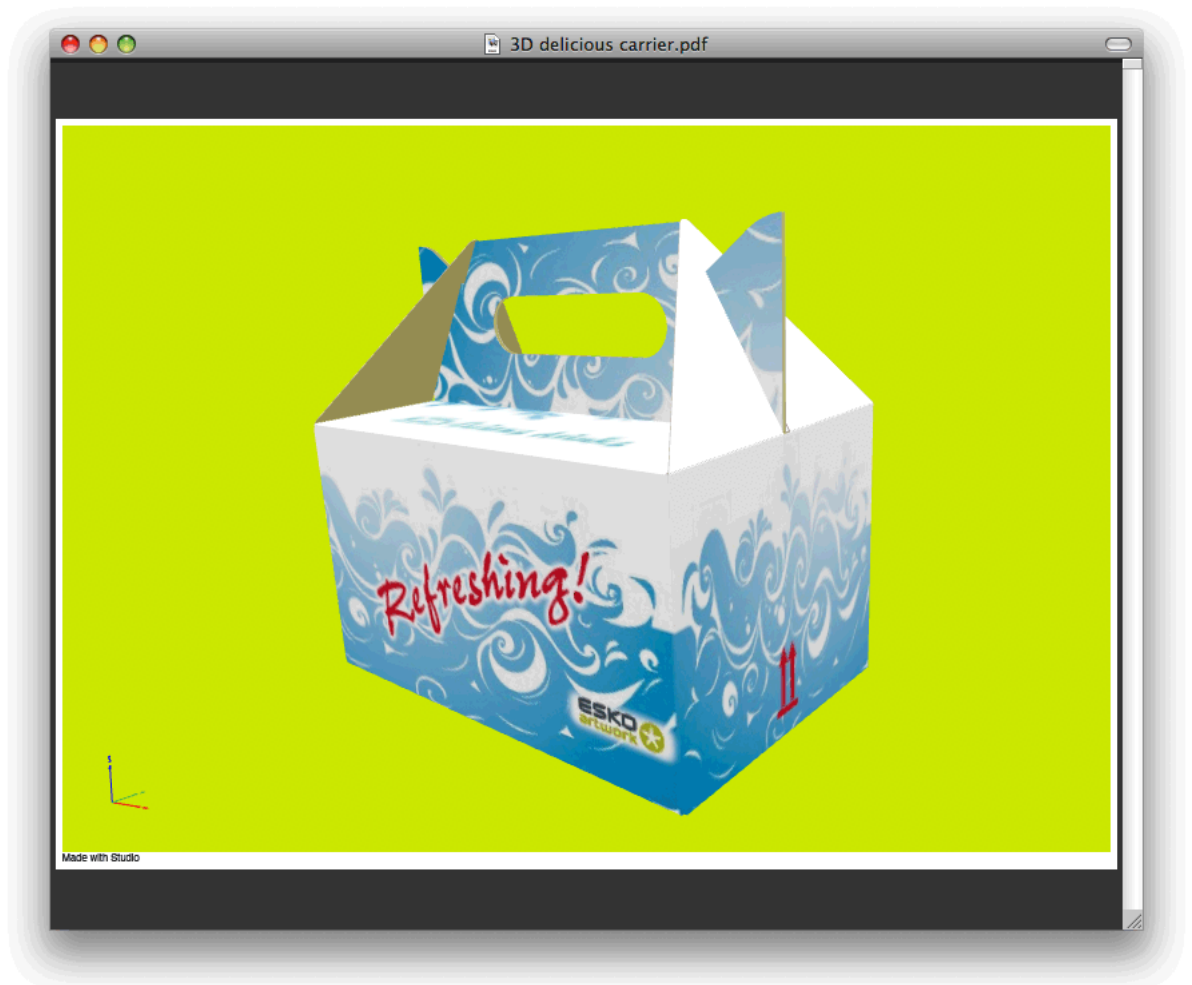 3D delicious carrier.pdf
Refreshing!
ESKO
artwork
Made with Studio